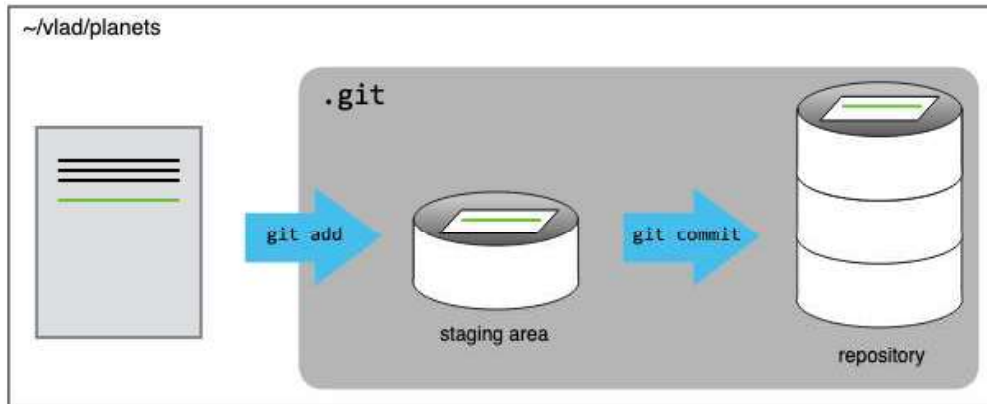 ~/vlad/planets
.git
git add
git commit
staging area
repository